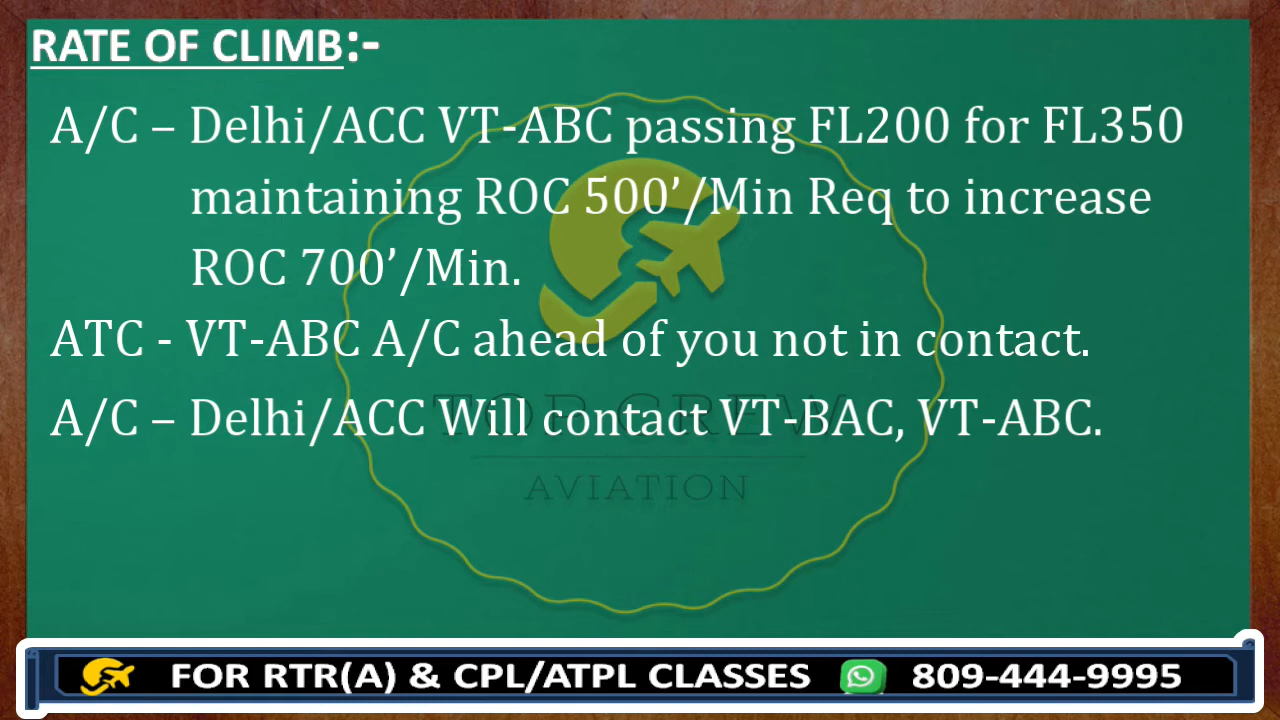 RATE OF CLIMB:-
A/C – Delhi/ACC VT-ABC passing FL200 for FL350
maintaining ROC 500’/Min Req to increase
ROC 700’/Min.
ATC - VT-ABC A/C ahead of you not in contact.
A/C – Delhi/ACC Will contact VT-BAC, VT-ABC.
TOP CREW
AVIATION
FOR RTR(A) & CPL/ATPL CLASSES 809-444-9995